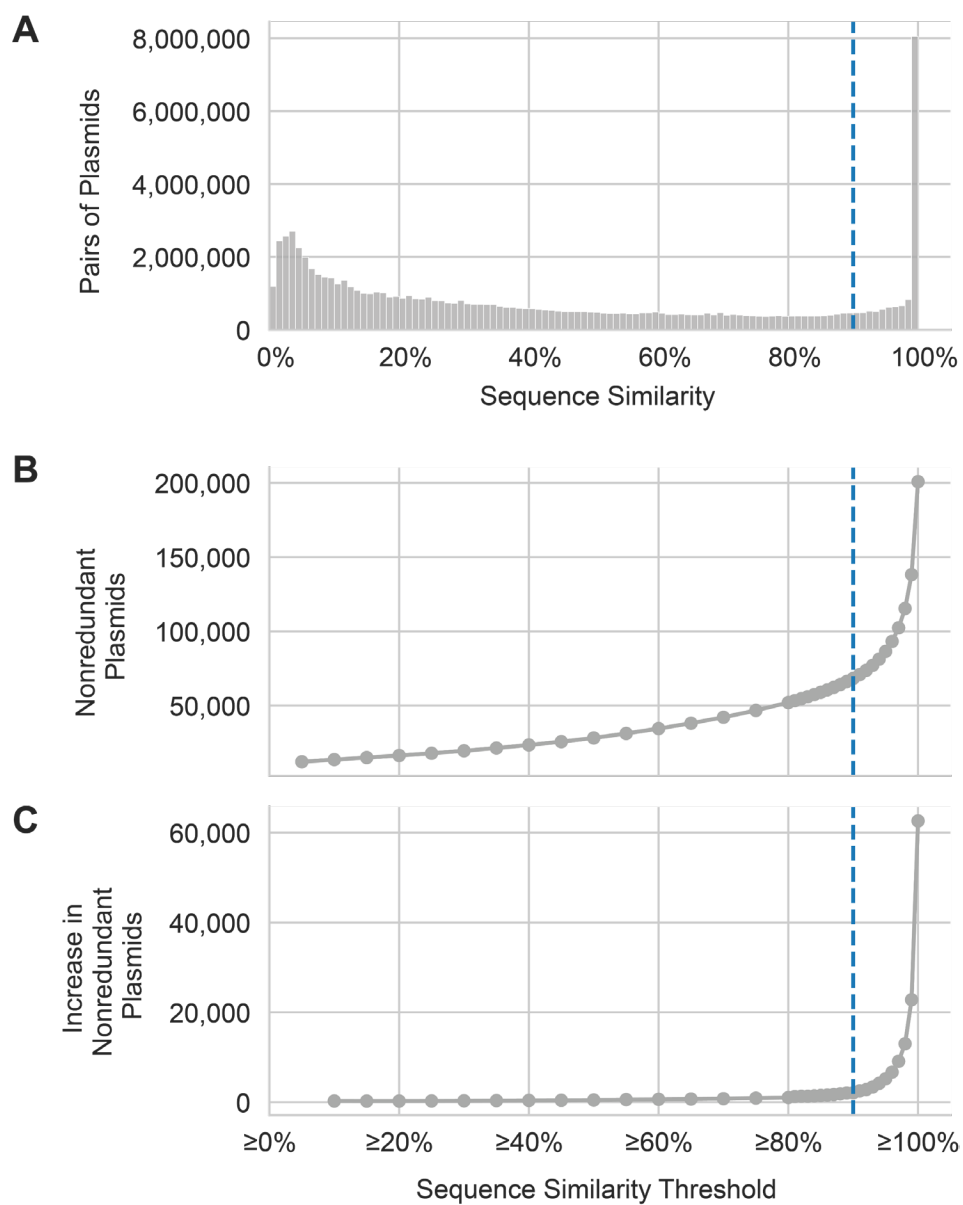 A
8,000,000
6,000,000
4,000,000
2,000,000
0
Pairs of Plasmids
0% 20% 40% 60% 80% 100%
Sequence Similarity
B
200,000
150,000
100,000
50,000
Nonredundant
Plasmids
C
60,000
40,000
20,000
0
Increase in
Nonredundant
Plasmids
≥0% ≥20% ≥40% ≥60% ≥80% ≥100%
Sequence Similarity Threshold